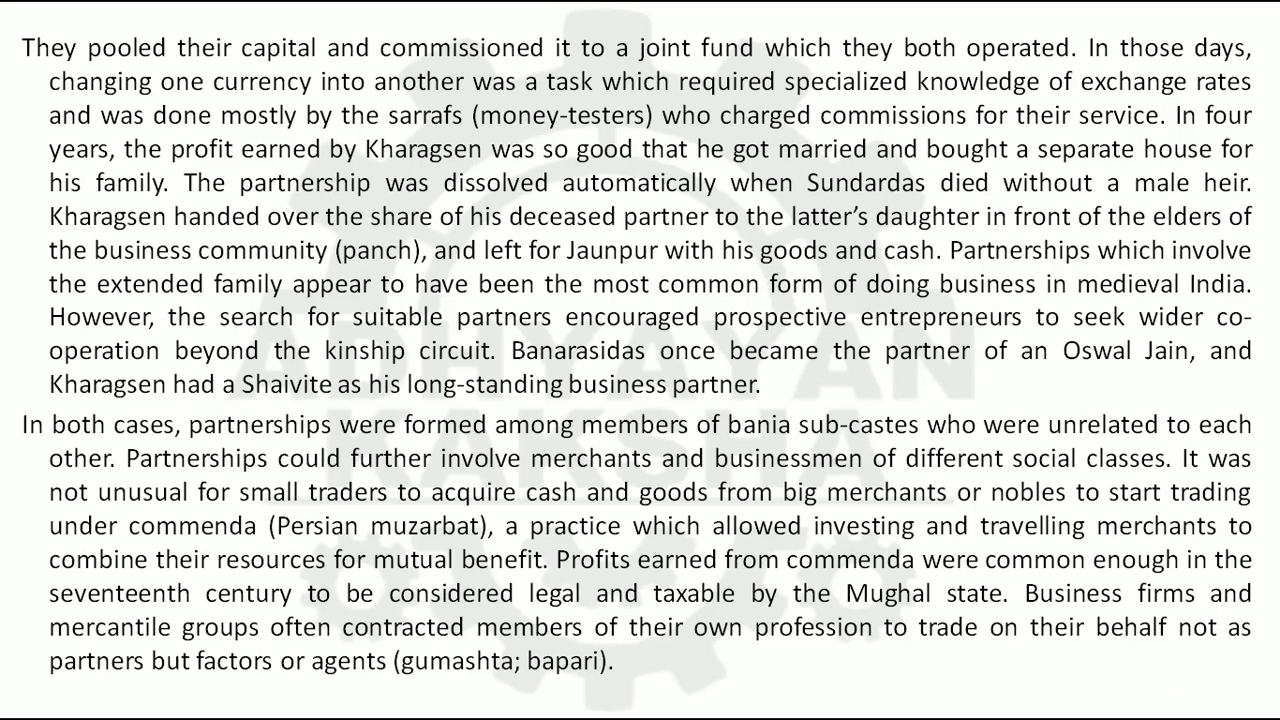 They pooled their capital and commissioned it to a joint fund which they both operated. In those days,
changing one currency into another was a task which required specialized knowledge of exchange rates
and was done mostly by the sarrafs (money-testers) who charged commissions for their service. In four
years, the profit earned by Kharagsen was so good that he got married and bought a separate house for
his family. The partnership was dissolved automatically when Sundardas died without a male heir.
Kharagsen handed over the share of his deceased partner to the latter’s daughter in front of the elders of
the business community (panch), and left for Jaunpur with his goods and cash. Partnerships which involve
the extended family appear to have been the most common form of doing business in medieval India.
However, the search for suitable partners encouraged prospective entrepreneurs to seek wider co-
operation beyond the kinship circuit. Banarasidas once became the partner of an Oswal Jain, and
Kharagsen had a Shaivite as his long-standing business partner.
In both cases, partnerships were formed among members of bania sub-castes who were unrelated to each
other. Partnerships could further involve merchants and businessmen of different social classes. It was
not unusual for small traders to acquire cash and goods from big merchants or nobles to start trading
under commenda (Persian muzarbat), a practice which allowed investing and travelling merchants to
combine their resources for mutual benefit. Profits earned from commenda were common enough in the
seventeenth century to be considered legal and taxable by the Mughal state. Business firms and
mercantile groups often contracted members of their own profession to trade on their behalf not as
partners but factors or agents (gumashta; bapari).
ADHYAYAN
KAKSHA